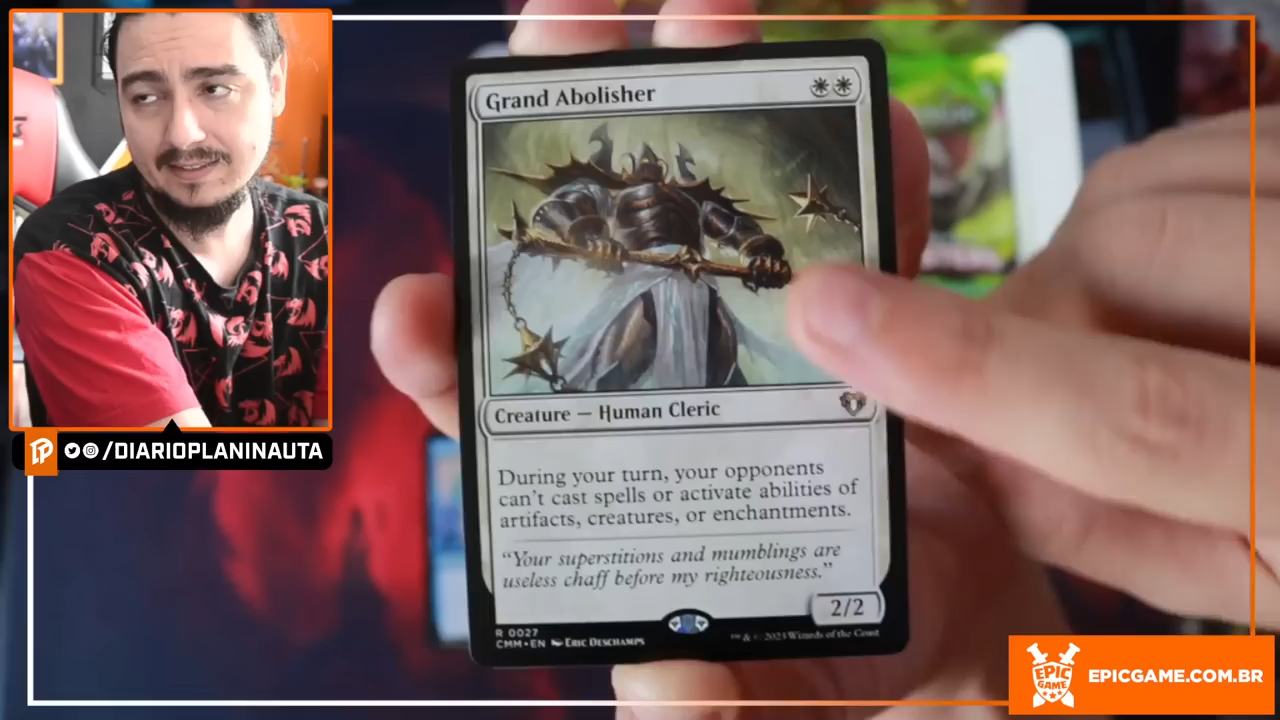 Grand Abolisher
Creature — Human Cleric
During your turn, your opponents
can't cast spells or activate abilities of
artifacts, creatures, or enchantments.
"Your superstitions and mumblings are
useless chaff before my righteousness."
2/2
R 0027
CMM • EN Eric Deschamps
™ & © 2023 Wizards of the Coast
/DIARIOPLANINAUTA
EPIC
GAME
EPICGAME.COM.BR